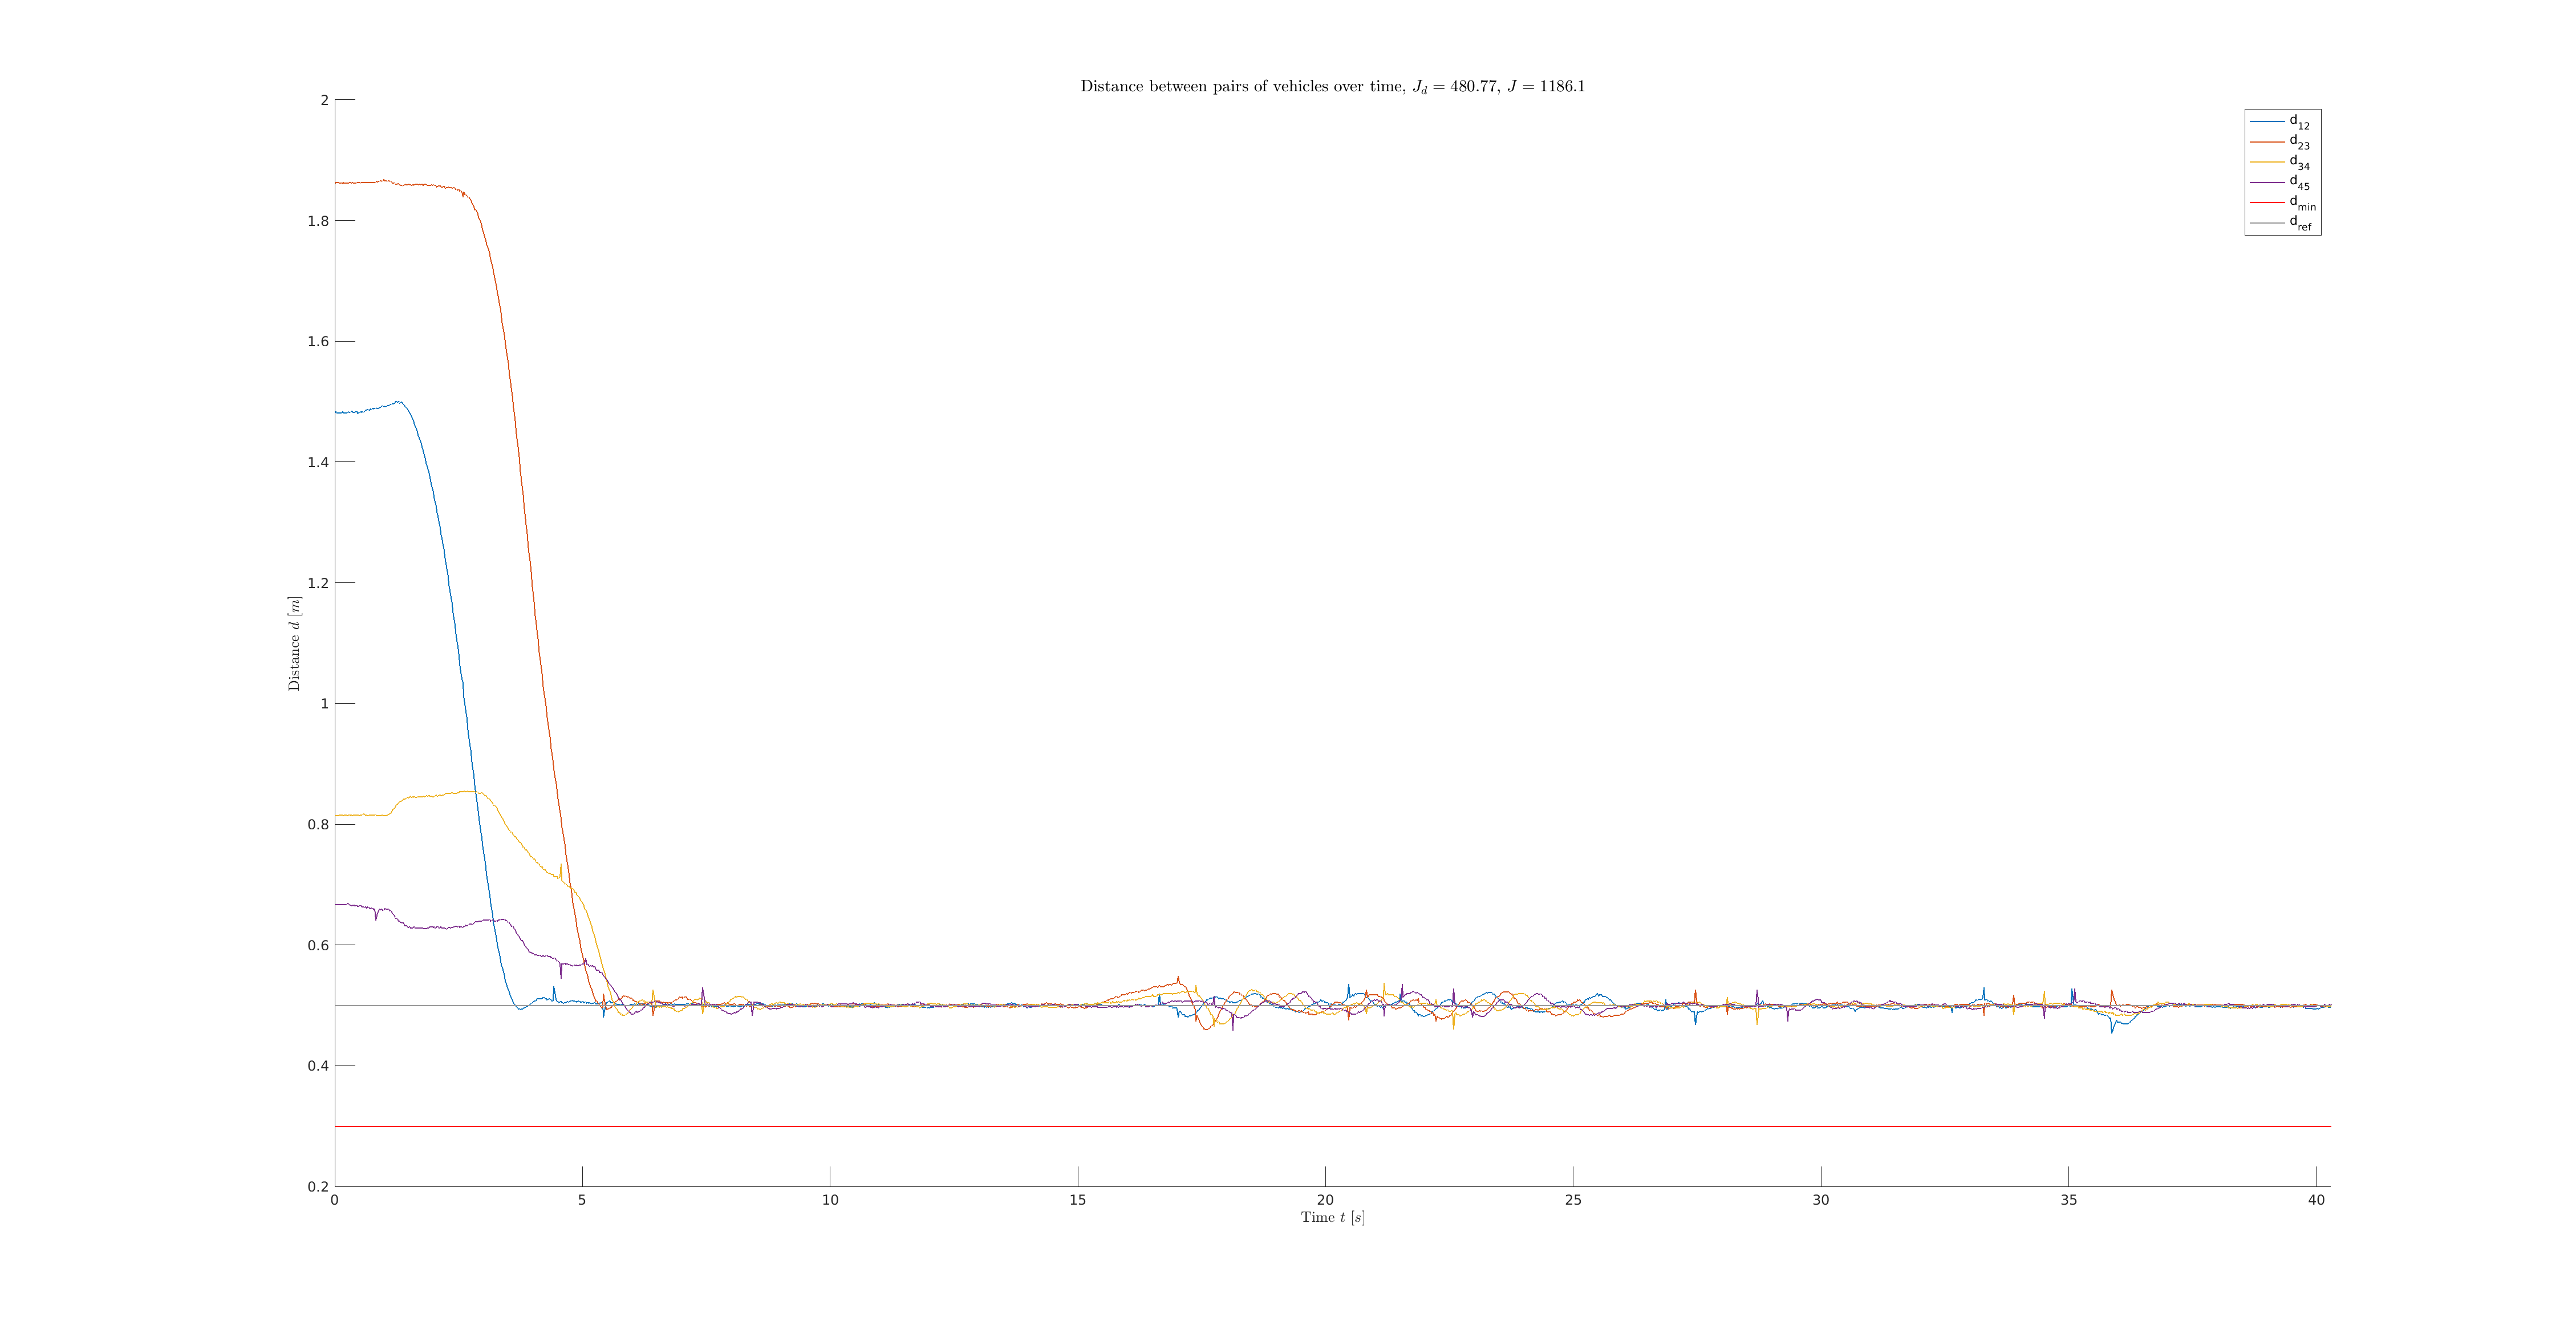 Distance between pairs of vehicles over time, J_d = 480.77, J = 1186.1
2
1.8
1.6
1.4
1.2
1
0.8
0.6
0.4
0.2
Distance d [m]
d_12
d_23
d_34
d_45
d_min
d_ref
0 5 10 15 20 25 30 35 40
Time t [s]